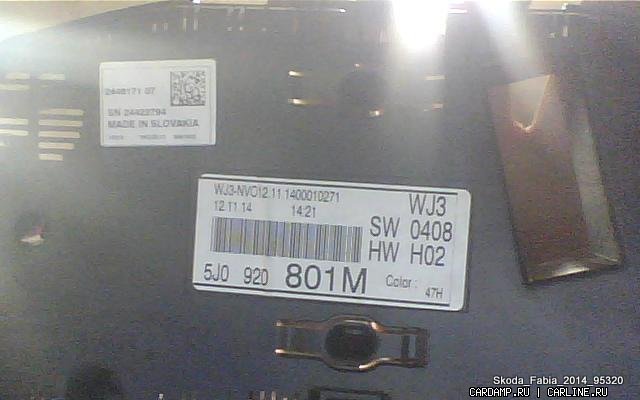 2448171 07
SN 24422794
MADE IN SLOVAKIA
WJ3-NVO12.11.1400010271
12.11.14 14:21
WJ3
SW 0408
HW H02
5J0 920 801M Color : 47H
Skoda_Fabia_2014_95320
CARDAMP.RU | CARLINE.RU